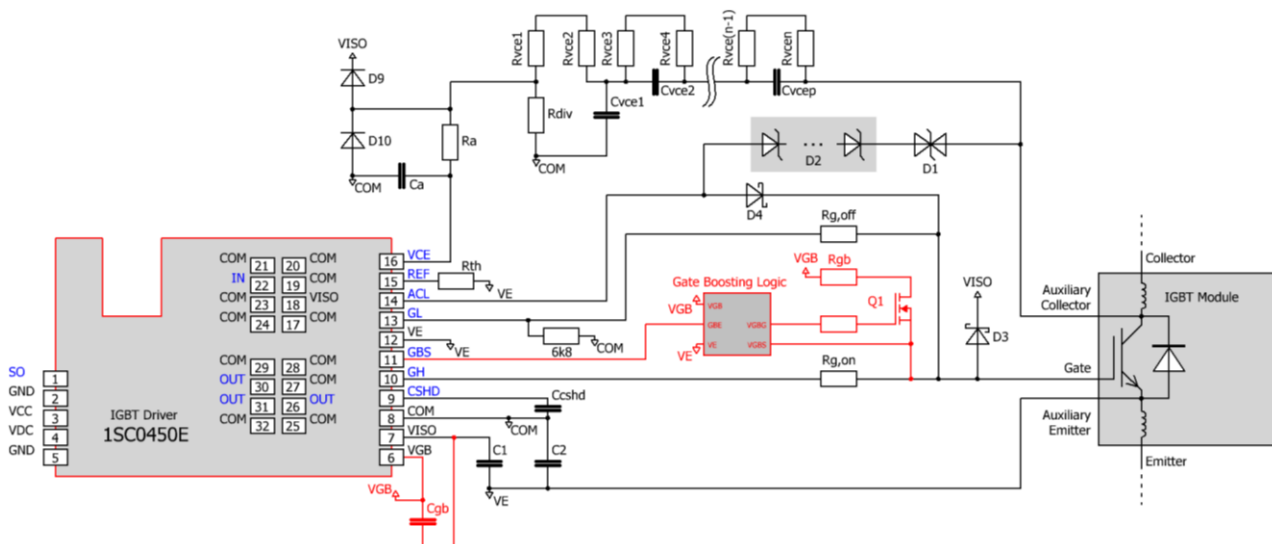 Rvce1
Rvce2
Rvce3
Rvce4
Rvce(n-1)
Rvcen
VISO
D9
Cvce2
Cvcep
Cvce1
Rdiv
D10
Ra
COM
COM
Ca
D2
D1
D4
Rg,off
Collector
VCE
COM
21
20
COM
16
Rth
REF
IN
22
19
COM
15
VE
ACL
COM
23
18
VISO
14
GL
COM
24
17
COM
13
VE
12
VE
6k8
COM
GBS
11
GH
COM
29
28
COM
10
OUT
30
27
COM
CSHD
9
OUT
31
26
OUT
COM
8
COM
32
25
COM
VISO
7
VGB
6
SO
1
GND
2
VCC
3
VDC
4
GND
5
IGBT Driver
1SC0450E
Ccshd
COM
C1
C2
VE
VGB
Cgb
VGB
Rgb
Gate Boosting Logic
Q1
VGB
VGB
GBE
VGBG
VE
VGBS
VE
Rg,on
VISO
D3
Auxiliary
Collector
IGBT Module
Gate
Auxiliary
Emitter
Emitter